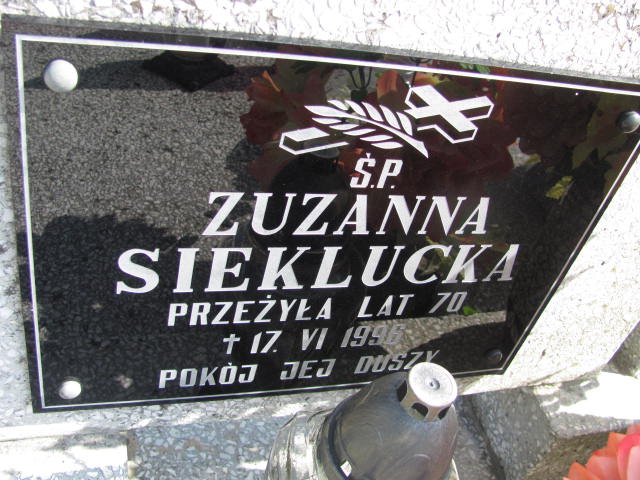 Ś.P.
ZUZANNA
SIEKLUCKA
PRZEŻYŁA LAT 70
† 17. VI 1996
POKÓJ JEJ DUSZY